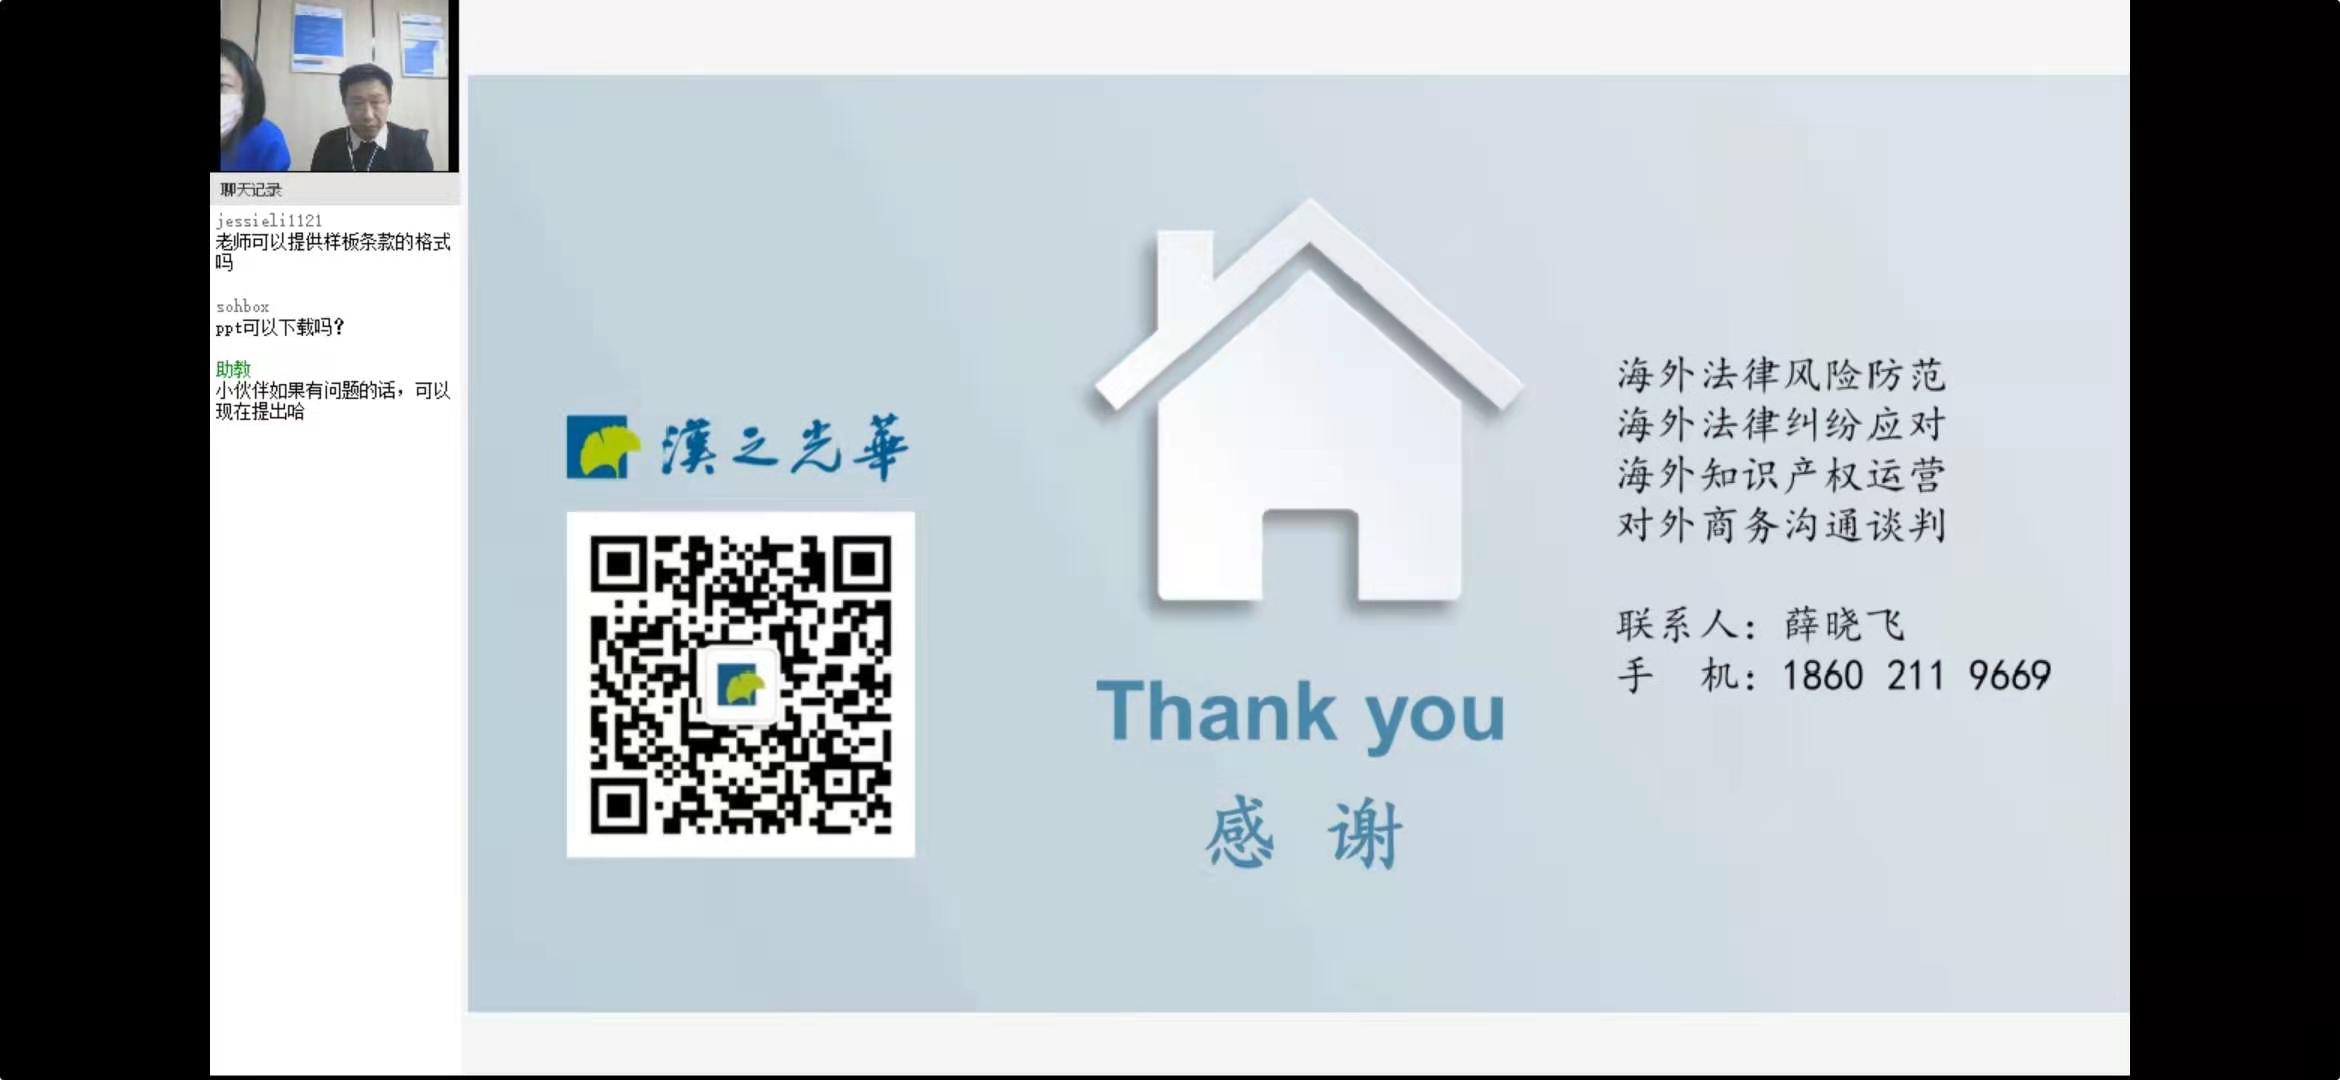 聊天记录
jessieli1121
老师可以提供样板条款的格式
吗
sohbox
ppt可以下载吗?
助教
小伙伴如果有问题的话，可以
现在提出哈
漢之光華
Thank you
感 谢
海外法律风险防范
海外法律纠纷应对
海外知识产权运营
对外商务沟通谈判
联系人：薛晓飞
手 机：1860 211 9669